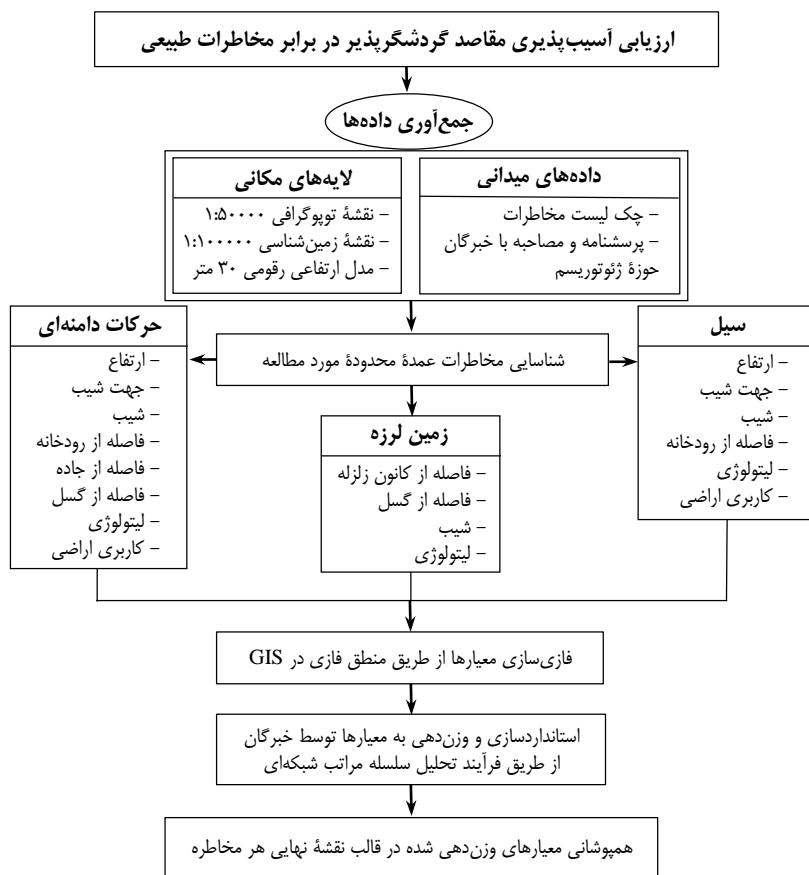 ارزیابی آسیب‌پذیری مقاصد گردشگرپذیر در برابر مخاطرات طبیعی
جمع‌آوری داده‌ها
داده‌های میدانی
– چک لیست مخاطرات
– پرسشنامه و مصاحبه با خبرگان
حوزۀ ژئوتوریسم
لایه‌های مکانی
– نقشۀ توپوگرافی ۱:۵۰۰۰۰
– نقشۀ زمین‌شناسی ۱:۱۰۰۰۰۰
– مدل ارتفاعی رقومی ۳۰ متر
شناسایی مخاطرات عمدۀ محدودۀ مورد مطالعه
سیل
– ارتفاع
– جهت شیب
– شیب
– فاصله از رودخانه
– لیتولوژی
– کاربری اراضی
زمین لرزه
– فاصله از کانون زلزله
– فاصله از گسل
– شیب
– لیتولوژی
حرکات دامنه‌ای
– ارتفاع
– جهت شیب
– شیب
– فاصله از رودخانه
– فاصله از جاده
– فاصله از گسل
– لیتولوژی
– کاربری اراضی
فازی‌سازی معیارها از طریق منطق فازی در GIS
استانداردسازی و وزن‌دهی به معیارها توسط خبرگان
از طریق فرآیند تحلیل سلسله مراتب شبکه‌ای
همپوشانی معیارهای وزن‌دهی شده در قالب نقشۀ نهایی هر مخاطره